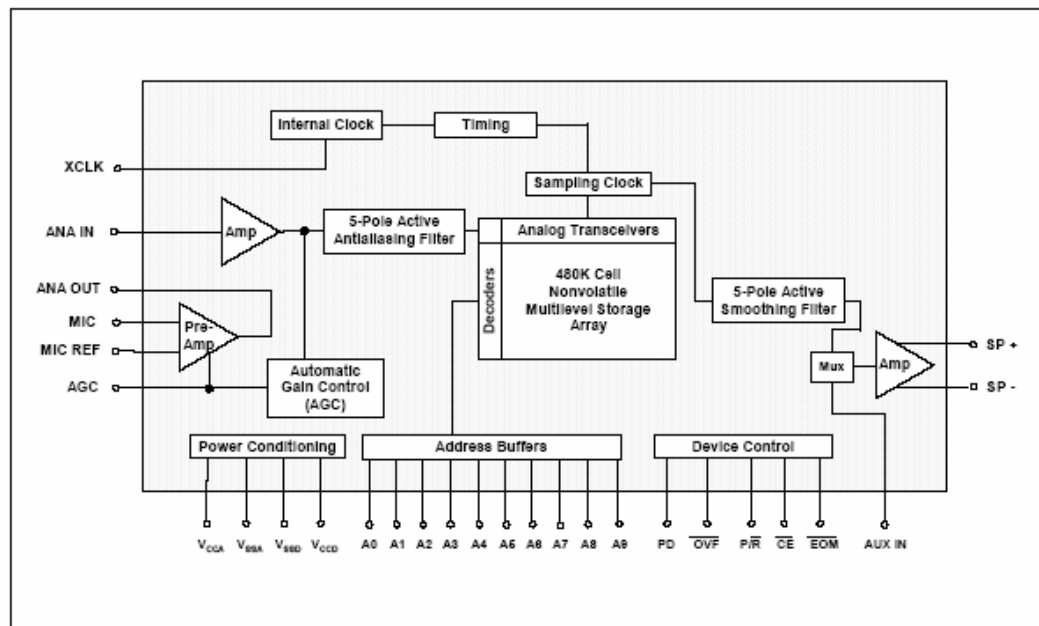 Internal Clock
Timing
XCLK
Sampling Clock
ANA IN
Amp
5-Pole Active
Antialiasing Filter
Analog Transceivers
Decoders
480K Cell
Nonvolatile
Multilevel Storage
Array
ANA OUT
MIC
Pre-
Amp
MIC REF
5-Pole Active
Smoothing Filter
SP +
AGC
Automatic
Gain Control
(AGC)
Mux
Amp
SP -
Power Conditioning
Address Buffers
Device Control
VCCA VSSA VSSD VCCD A0 A1 A2 A3 A4 A5 A6 A7 A8 A9 PD O̅V̅F̅ P/R̅ C̅E̅ E̅O̅M̅ AUX IN